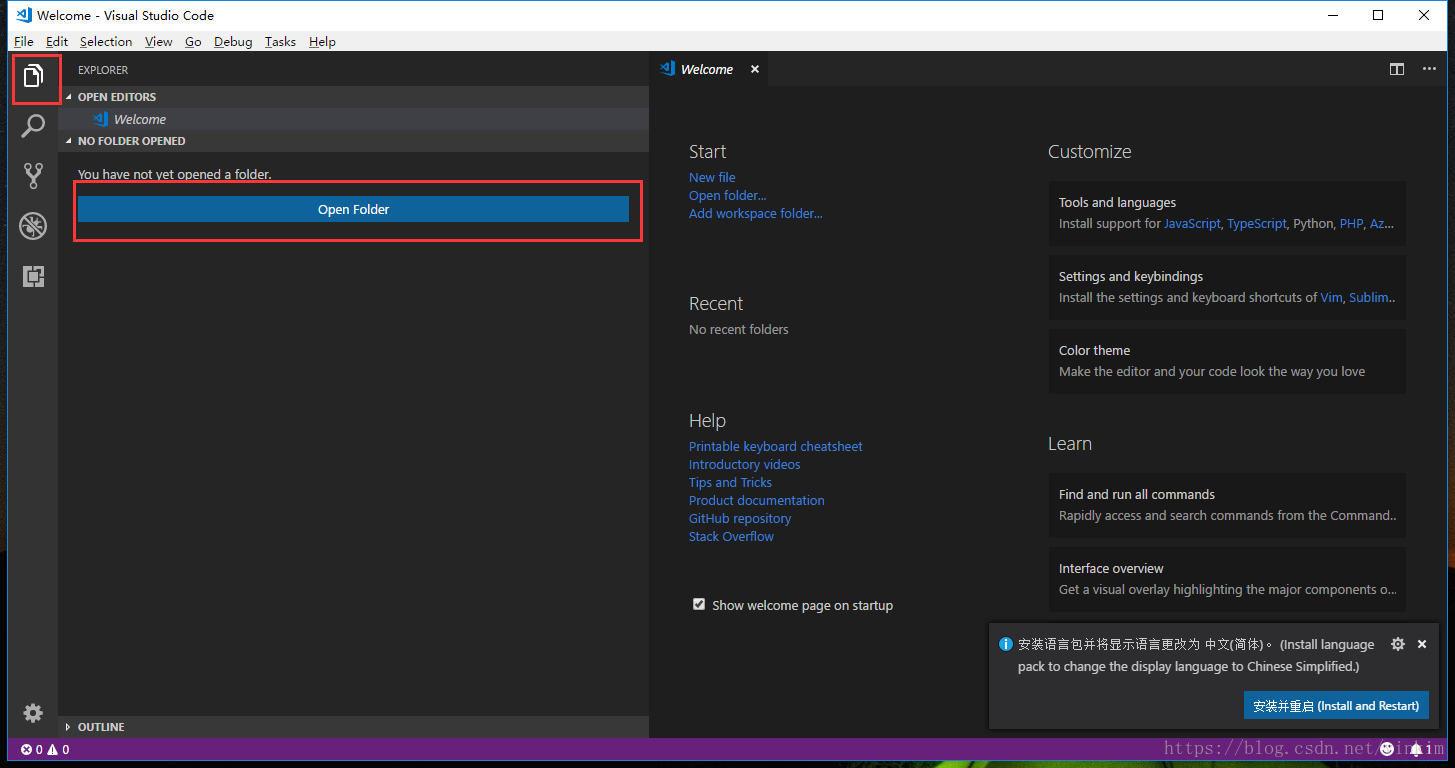 Welcome - Visual Studio Code
File Edit Selection View Go Debug Tasks Help
EXPLORER
OPEN EDITORS
Welcome
NO FOLDER OPENED
You have not yet opened a folder.
Open Folder
OUTLINE
Welcome
Start
New file
Open folder...
Add workspace folder...
Recent
No recent folders
Help
Printable keyboard cheatsheet
Introductory videos
Tips and Tricks
Product documentation
GitHub repository
Stack Overflow
Show welcome page on startup
Customize
Tools and languages
Install support for JavaScript, TypeScript, Python, PHP, Az...
Settings and keybindings
Install the settings and keyboard shortcuts of Vim, Sublim..
Color theme
Make the editor and your code look the way you love
Learn
Find and run all commands
Rapidly access and search commands from the Command..
Interface overview
Get a visual overlay highlighting the major components o...
安装语言包并将显示语言更改为 中文(简体)。 (Install language
pack to change the display language to Chinese Simplified.)
安装并重启 (Install and Restart)
0 0
1
https://blog.csdn.net/